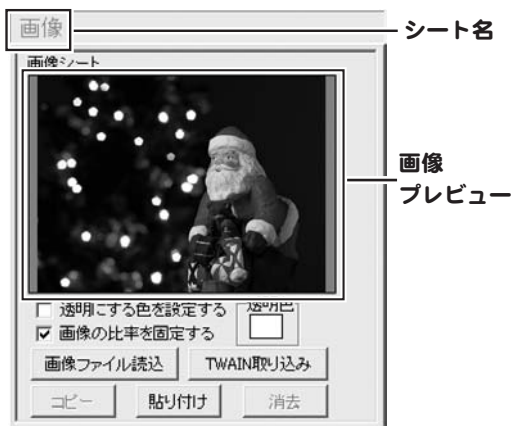 画像
シート名
画像シート
画像
プレビュー
透明にする色を設定する
透明色
画像の比率を固定する
画像ファイル読込
TWAIN取り込み
コピー
貼り付け
消去